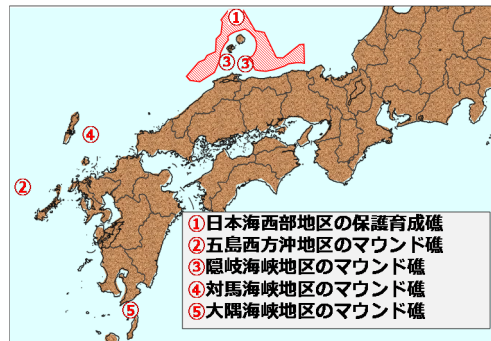 ①
③ ③
④
②
⑤
①日本海西部地区の保護育成礁
②五島西方沖地区のマウンド礁
③隠岐海峡地区のマウンド礁
④対馬海峡地区のマウンド礁
⑤大隅海峡地区のマウンド礁